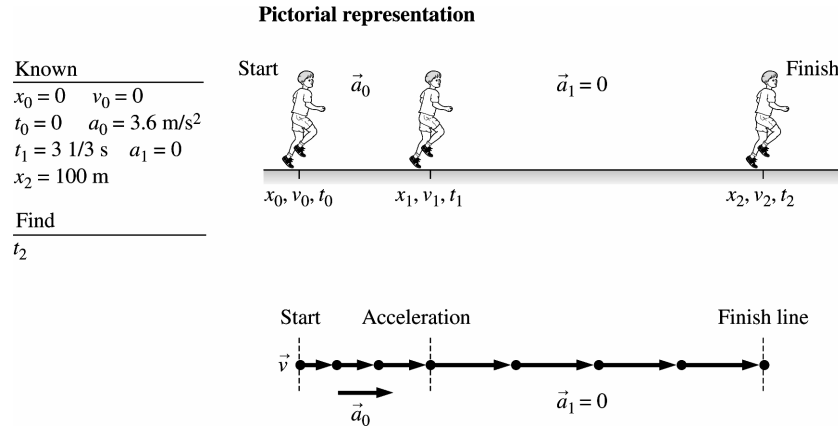 Pictorial representation
Known
x₀ = 0 v₀ = 0
t₀ = 0 a₀ = 3.6 m/s²
t₁ = 3 1/3 s a₁ = 0
x₂ = 100 m
Find
t₂
Start a⃗₀ a⃗₁ = 0 Finish
x₀, v₀, t₀ x₁, v₁, t₁ x₂, v₂, t₂
Start Acceleration Finish line
v⃗
a⃗₀ a⃗₁ = 0